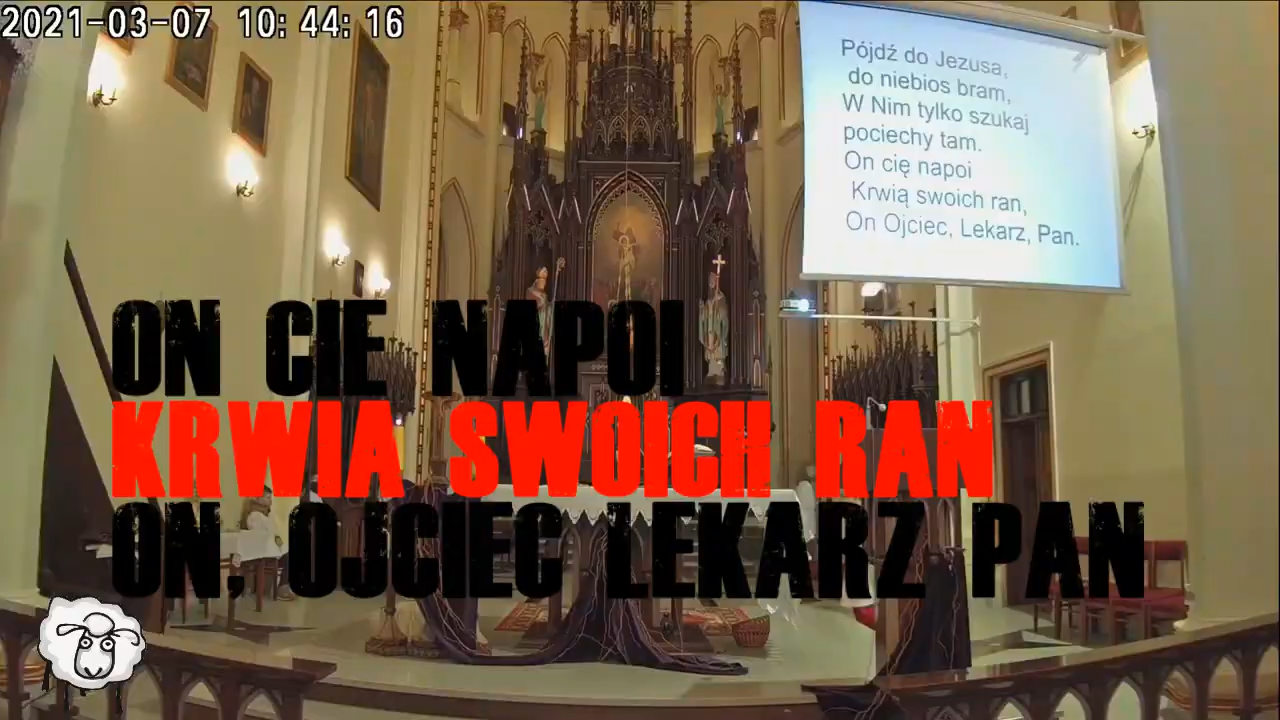 2021-03-07 10:44:16
Pójdź do Jezusa,
do niebios bram,
W Nim tylko szukaj
pociechy tam.
On cię napoi
Krwią swoich ran,
On Ojciec, Lekarz, Pan.
ON CIE NAPOI
KRWIA SWOICH RAN
ON, OJCIEC LEKARZ PAN